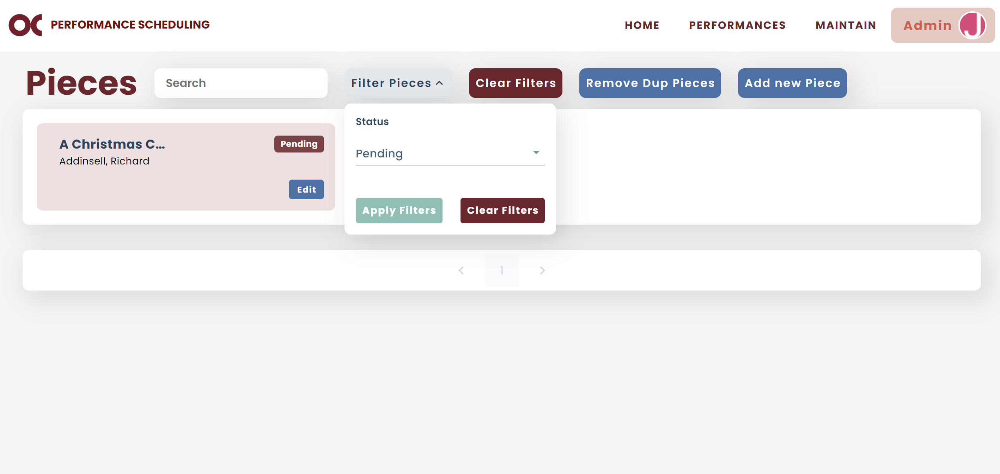 OC PERFORMANCE SCHEDULING
HOME PERFORMANCES MAINTAIN Admin J
Pieces Search Filter Pieces Clear Filters Remove Dup Pieces Add new Piece
A Christmas C... Pending
Addinsell, Richard
Edit
Status
Pending
Apply Filters Clear Filters
1